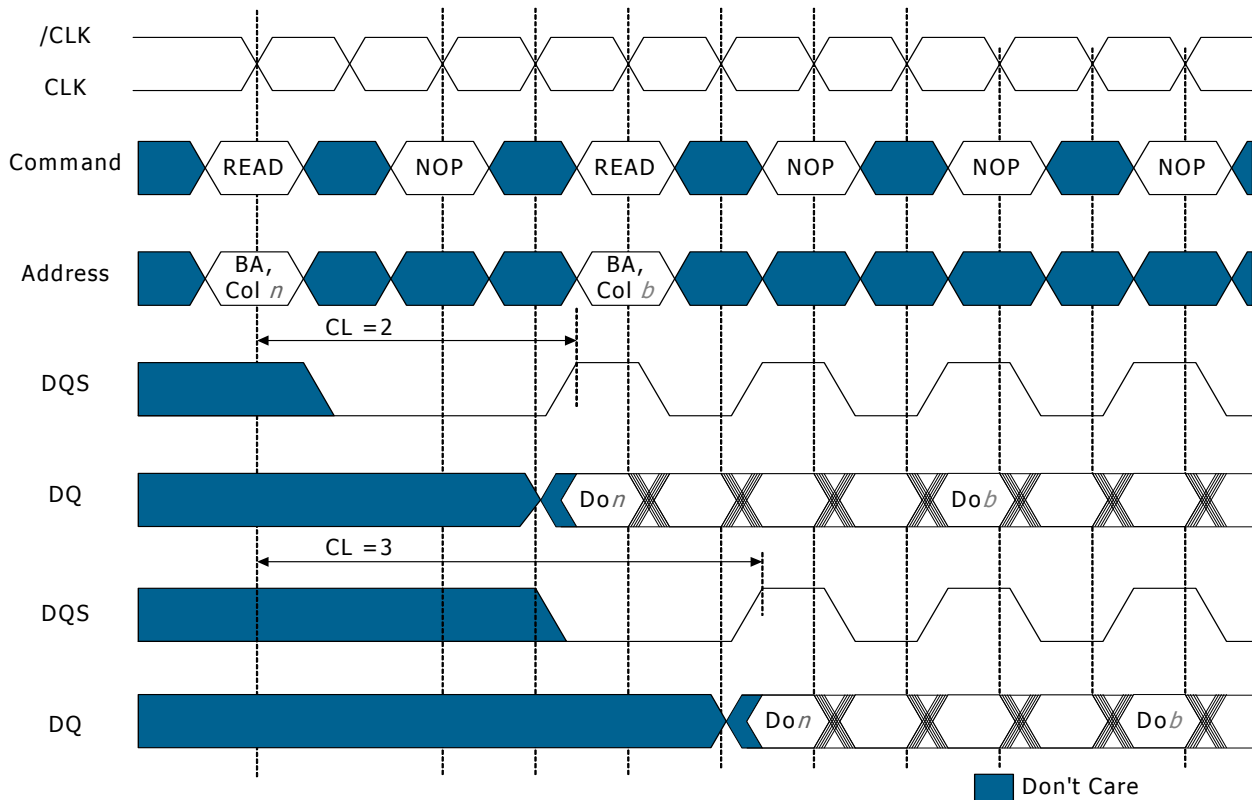 /CLK
CLK
Command READ NOP READ NOP NOP NOP
Address BA, Col n BA, Col b
CL =2
DQS
DQ Do n Do b
CL =3
DQS
DQ Do n Do b
Don't Care